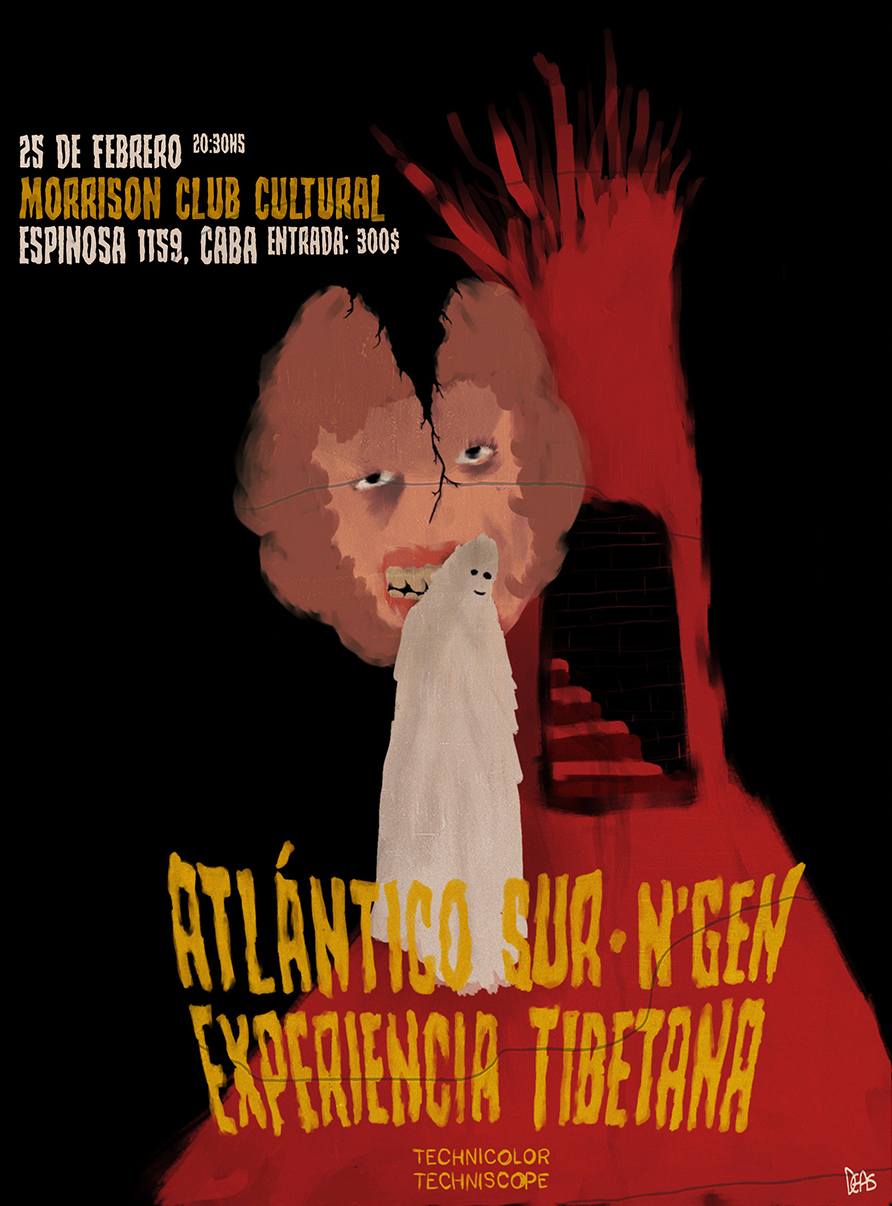 25 DE FEBRERO 20:30HS
MORRISON CLUB CULTURAL
ESPINOSA 1159, CABA ENTRADA: 300$
ATLÁNTICO SUR • N'GEN
EXPERIENCIA TIBETANA
TECHNICOLOR
TECHNISCOPE
DEAS